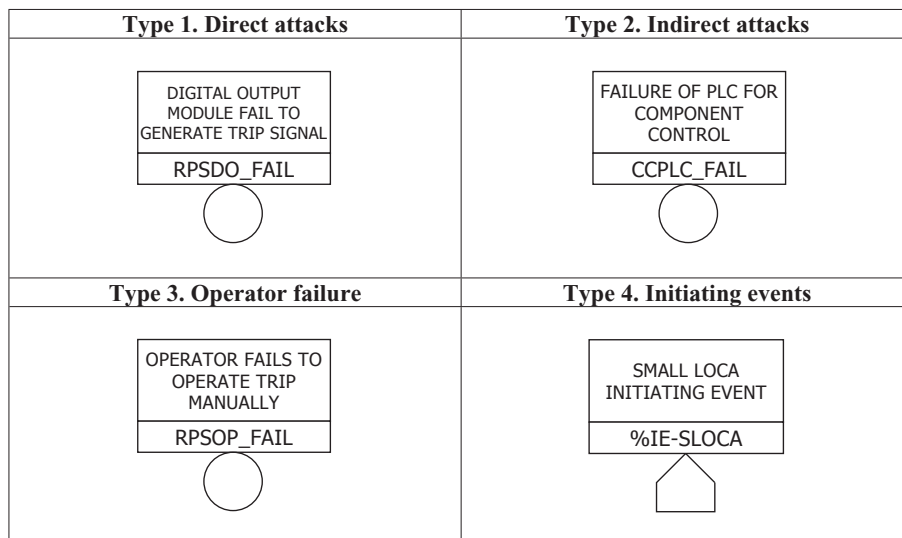 Type 1. Direct attacks
Type 2. Indirect attacks
DIGITAL OUTPUT
MODULE FAIL TO
GENERATE TRIP SIGNAL
RPSDO_FAIL
FAILURE OF PLC FOR
COMPONENT
CONTROL
CCPLC_FAIL
Type 3. Operator failure
Type 4. Initiating events
OPERATOR FAILS TO
OPERATE TRIP
MANUALLY
RPSOP_FAIL
SMALL LOCA
INITIATING EVENT
%IE-SLOCA